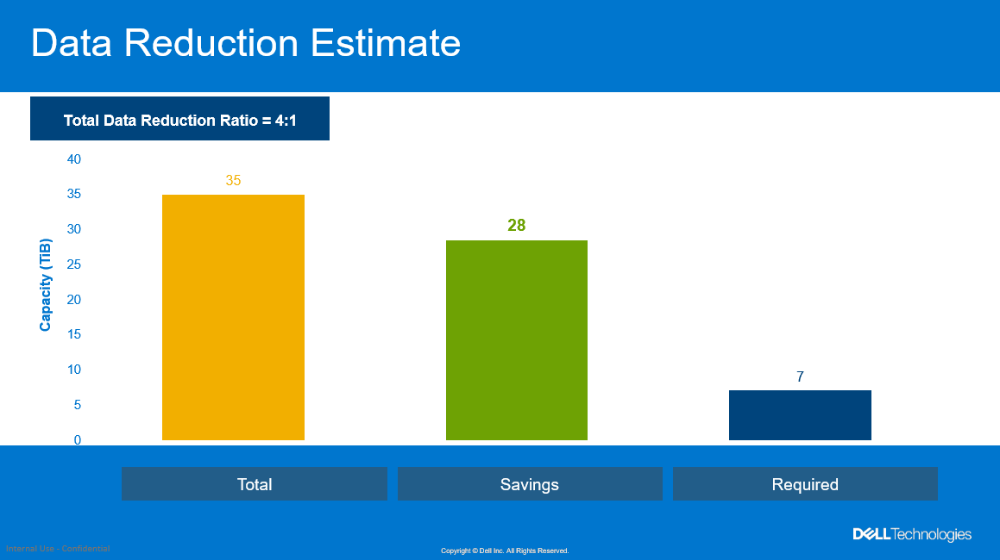 Data Reduction Estimate
Total Data Reduction Ratio = 4:1
40
35
30
25
20
15
10
5
0
Capacity (TiB)
35
28
7
Total
Savings
Required
DELLTechnologies
Internal Use - Confidential
Copyright © Dell Inc. All Rights Reserved.